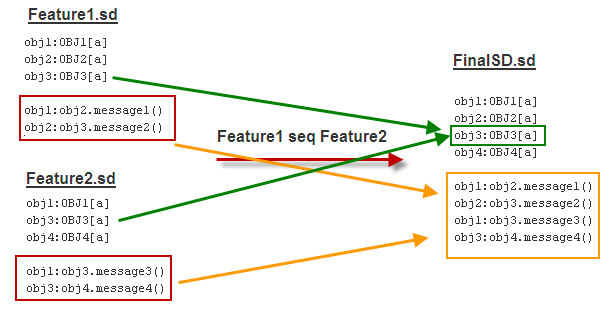 Feature1.sd
obj1:OBJ1[a]
obj2:OBJ2[a]
obj3:OBJ3[a]
obj1:obj2.message1()
obj2:obj3.message2()
Feature1 seq Feature2
Feature2.sd
obj1:OBJ1[a]
obj3:OBJ3[a]
obj4:OBJ4[a]
obj1:obj3.message3()
obj3:obj4.message4()
FinalSD.sd
obj1:OBJ1[a]
obj2:OBJ2[a]
obj3:OBJ3[a]
obj4:OBJ4[a]
obj1:obj2.message1()
obj2:obj3.message2()
obj1:obj3.message3()
obj3:obj4.message4()